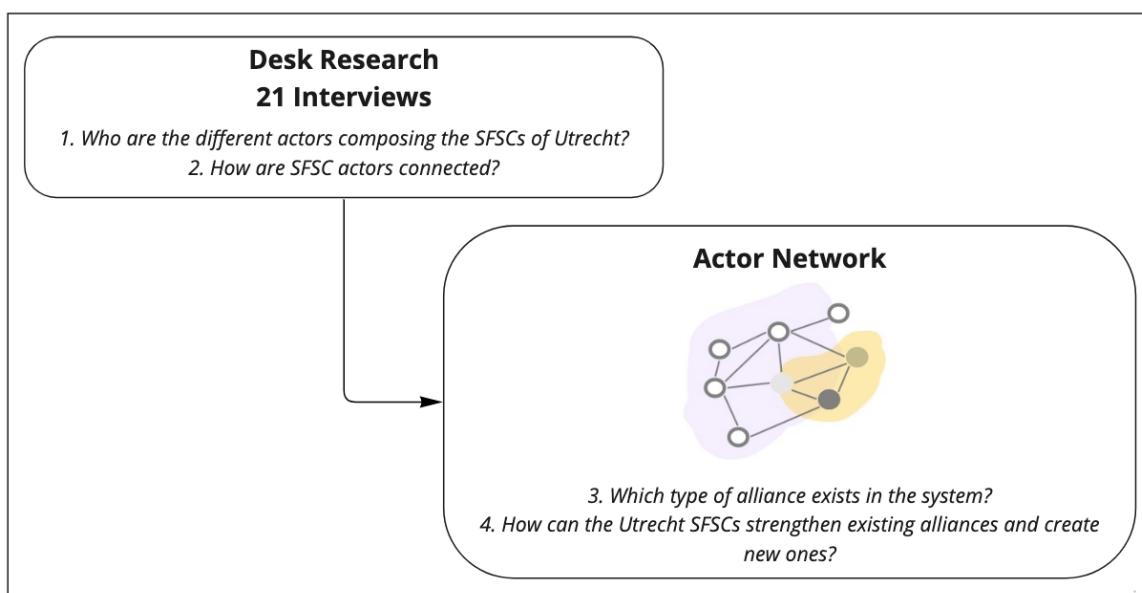 Desk Research
21 Interviews
1. Who are the different actors composing the SFSCs of Utrecht?
2. How are SFSC actors connected?
Actor Network
3. Which type of alliance exists in the system?
4. How can the Utrecht SFSCs strengthen existing alliances and create
new ones?